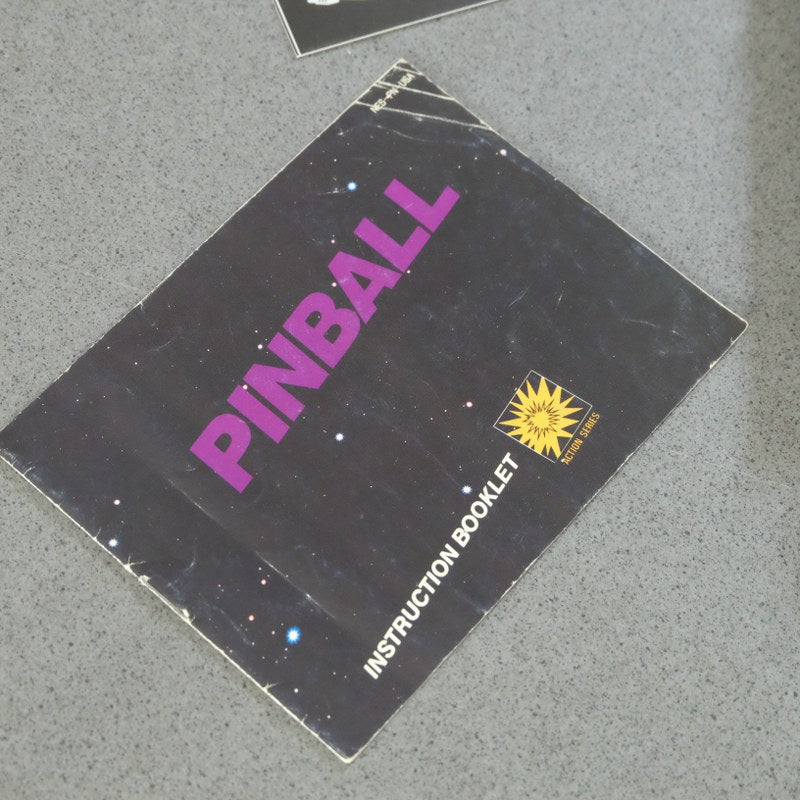 NES-PN-USA
PINBALL
ACTION SERIES
INSTRUCTION BOOKLET